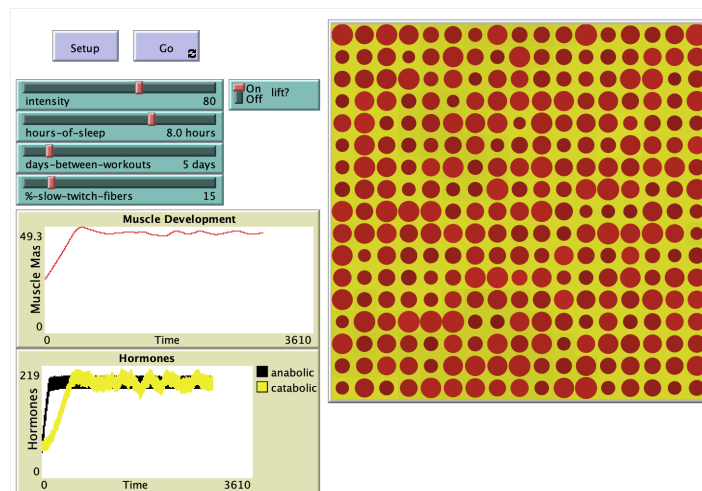 Setup
Go
intensity 80
hours-of-sleep 8.0 hours
days-between-workouts 5 days
%-slow-twitch-fibers 15
On
Off
lift?
Muscle Development
49.3
Muscle Mas
0
0 Time 3610
Hormones
219
Hormones
0
0 Time 3610
anabolic
catabolic